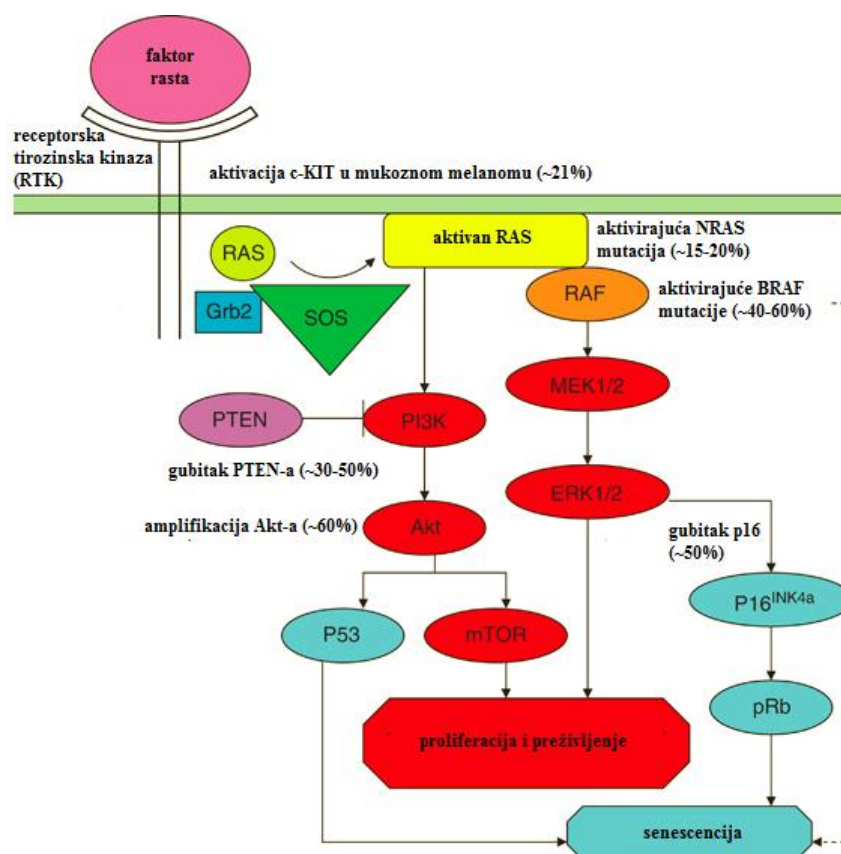 faktor
rasta
receptorska
tirozinska kinaza
(RTK)
aktivacija c-KIT u mukoznom melanomu (~21%)
RAS
aktivan RAS
aktivirajuća NRAS
mutacija (~15-20%)
Grb2
SOS
RAF
aktivirajuće BRAF
mutacije (~40-60%)
MEK1/2
PTEN
PI3K
gubitak PTEN-a (~30-50%)
ERK1/2
amplifikacija Akt-a (~60%)
Akt
gubitak p16
(~50%)
P16INK4a
P53
mTOR
pRb
proliferacija i preživljenje
senescencija